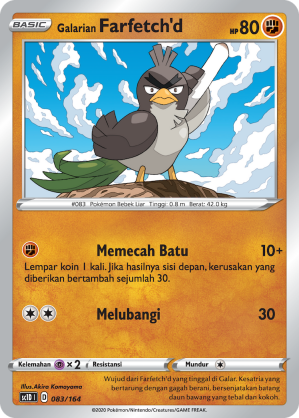 BASIC Galarian Farfetch'd HP 80
#083 Pokémon Bebek Liar Tinggi: 0.8 m Berat: 42.0 kg
Memecah Batu 10+
Lempar koin 1 kali. Jika hasilnya sisi depan, kerusakan yang
diberikan bertambah sejumlah 30.
Melubangi 30
Kelemahan ×2 Resistansi Mundur
Illus. Akira Komayama
sc1D I D 083/164
Wujud dari Farfetch'd yang tinggal di Galar. Kesatria yang
bertarung dengan gagah berani, bersenjatakan daun
bawang yang tebal dan kokoh.
©2020 Pokémon/Nintendo/Creatures/GAME FREAK.